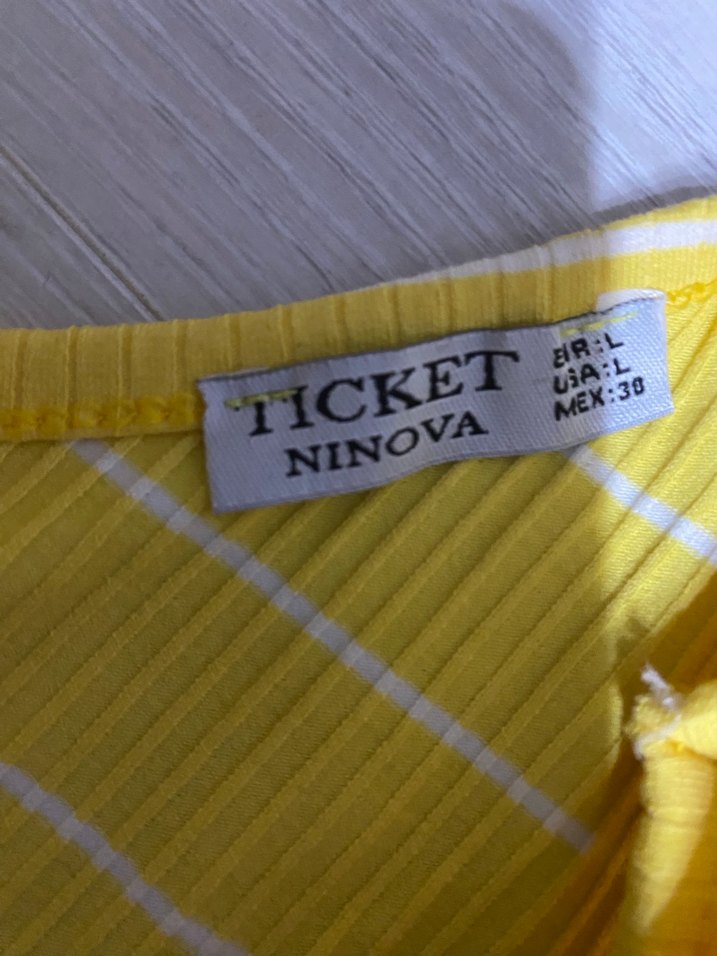 TICKET
NINOVA
EUR:L
USA:L
MEX:30